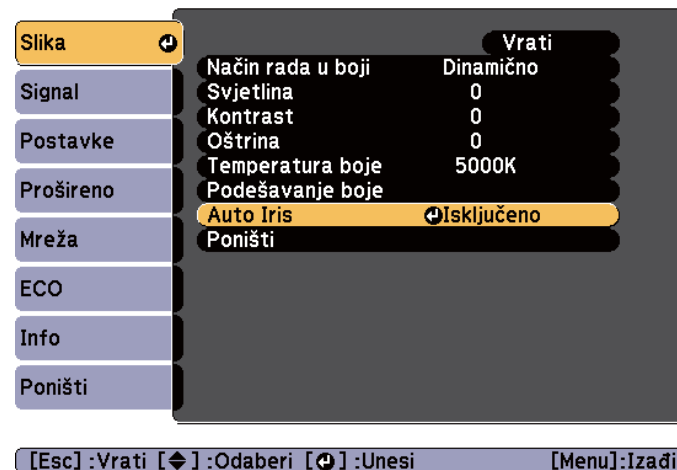 Slika
Signal
Postavke
Prošireno
Mreža
ECO
Info
Poništi
Vrati
Način rada u boji Dinamično
Svjetlina 0
Kontrast 0
Oštrina 0
Temperatura boje 5000K
Podešavanje boje
Auto Iris Isključeno
Poništi
[Esc] :Vrati [◆] :Odaberi [↵] :Unesi [Menu]:Izađi